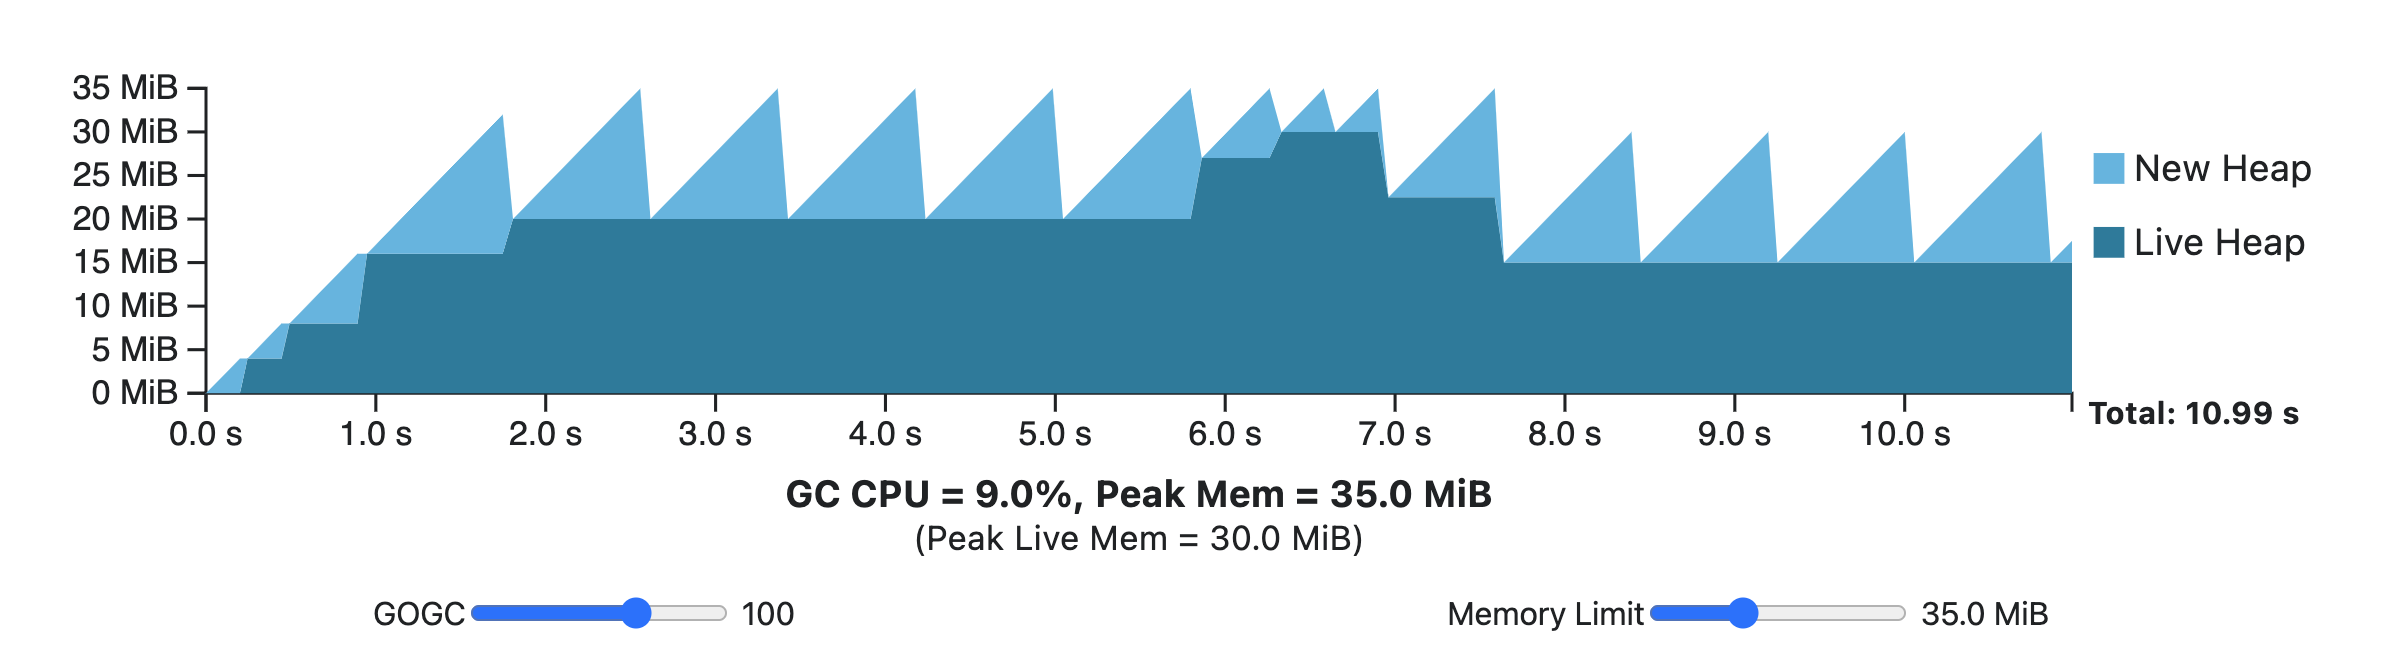 35 MiB
30 MiB
25 MiB
20 MiB
15 MiB
10 MiB
5 MiB
0 MiB
New Heap
Live Heap
0.0 s 1.0 s 2.0 s 3.0 s 4.0 s 5.0 s 6.0 s 7.0 s 8.0 s 9.0 s 10.0 s
Total: 10.99 s
GC CPU = 9.0%, Peak Mem = 35.0 MiB
(Peak Live Mem = 30.0 MiB)
GOGC 100
Memory Limit 35.0 MiB